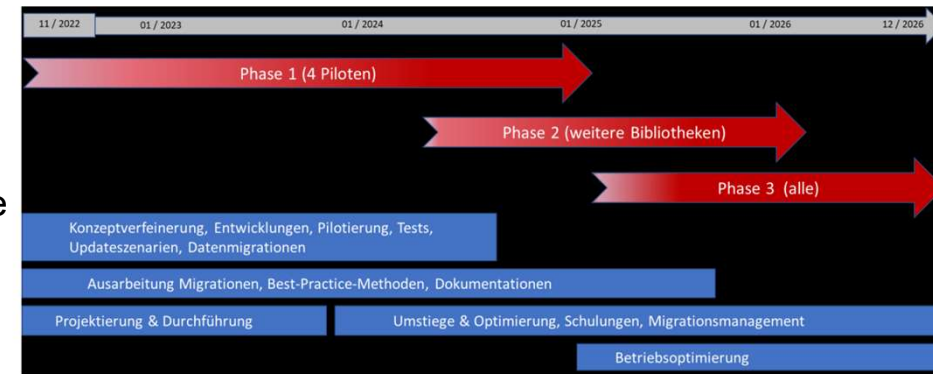 11 / 2022
01 / 2023
01 / 2024
01 / 2025
01 / 2026
12 / 2026
Phase 1 (4 Piloten)
Phase 2 (weitere Bibliotheken)
Phase 3 (alle)
e
Konzeptverfeinerung, Entwicklungen, Pilotierung, Tests,
Updateszenarien, Datenmigrationen
Ausarbeitung Migrationen, Best-Practice-Methoden, Dokumentationen
Projektierung & Durchführung
Umstiege & Optimierung, Schulungen, Migrationsmanagement
Betriebsoptimierung